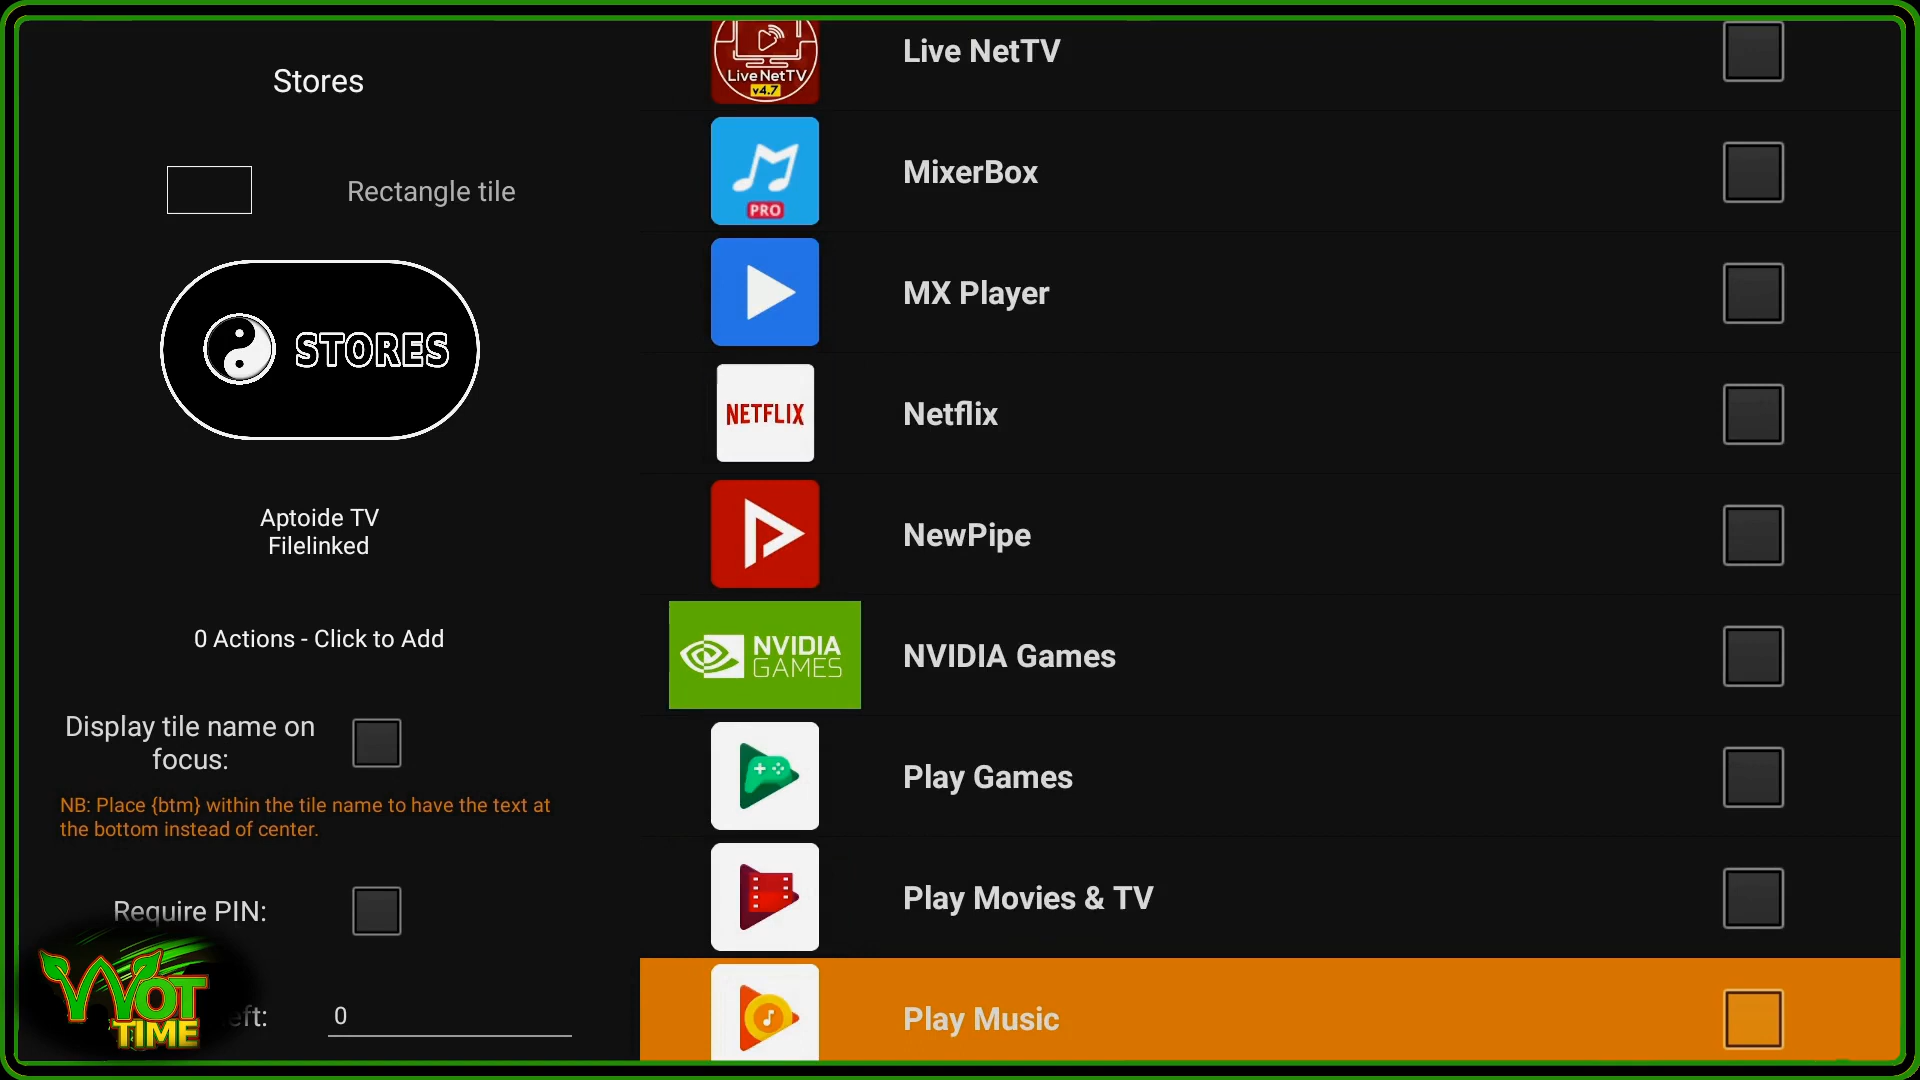 Stores
Rectangle tile
STORES
Aptoide TV
Filelinked
0 Actions - Click to Add
Display tile name on
focus:
NB: Place {btm} within the tile name to have the text at
the bottom instead of center.
Require PIN:
0
WOT
TIME
Live NetTV
v4.7
Live NetTV
PRO
MixerBox
MX Player
NETFLIX
Netflix
NewPipe
NVIDIA
GAMES
NVIDIA Games
Play Games
Play Movies & TV
Play Music